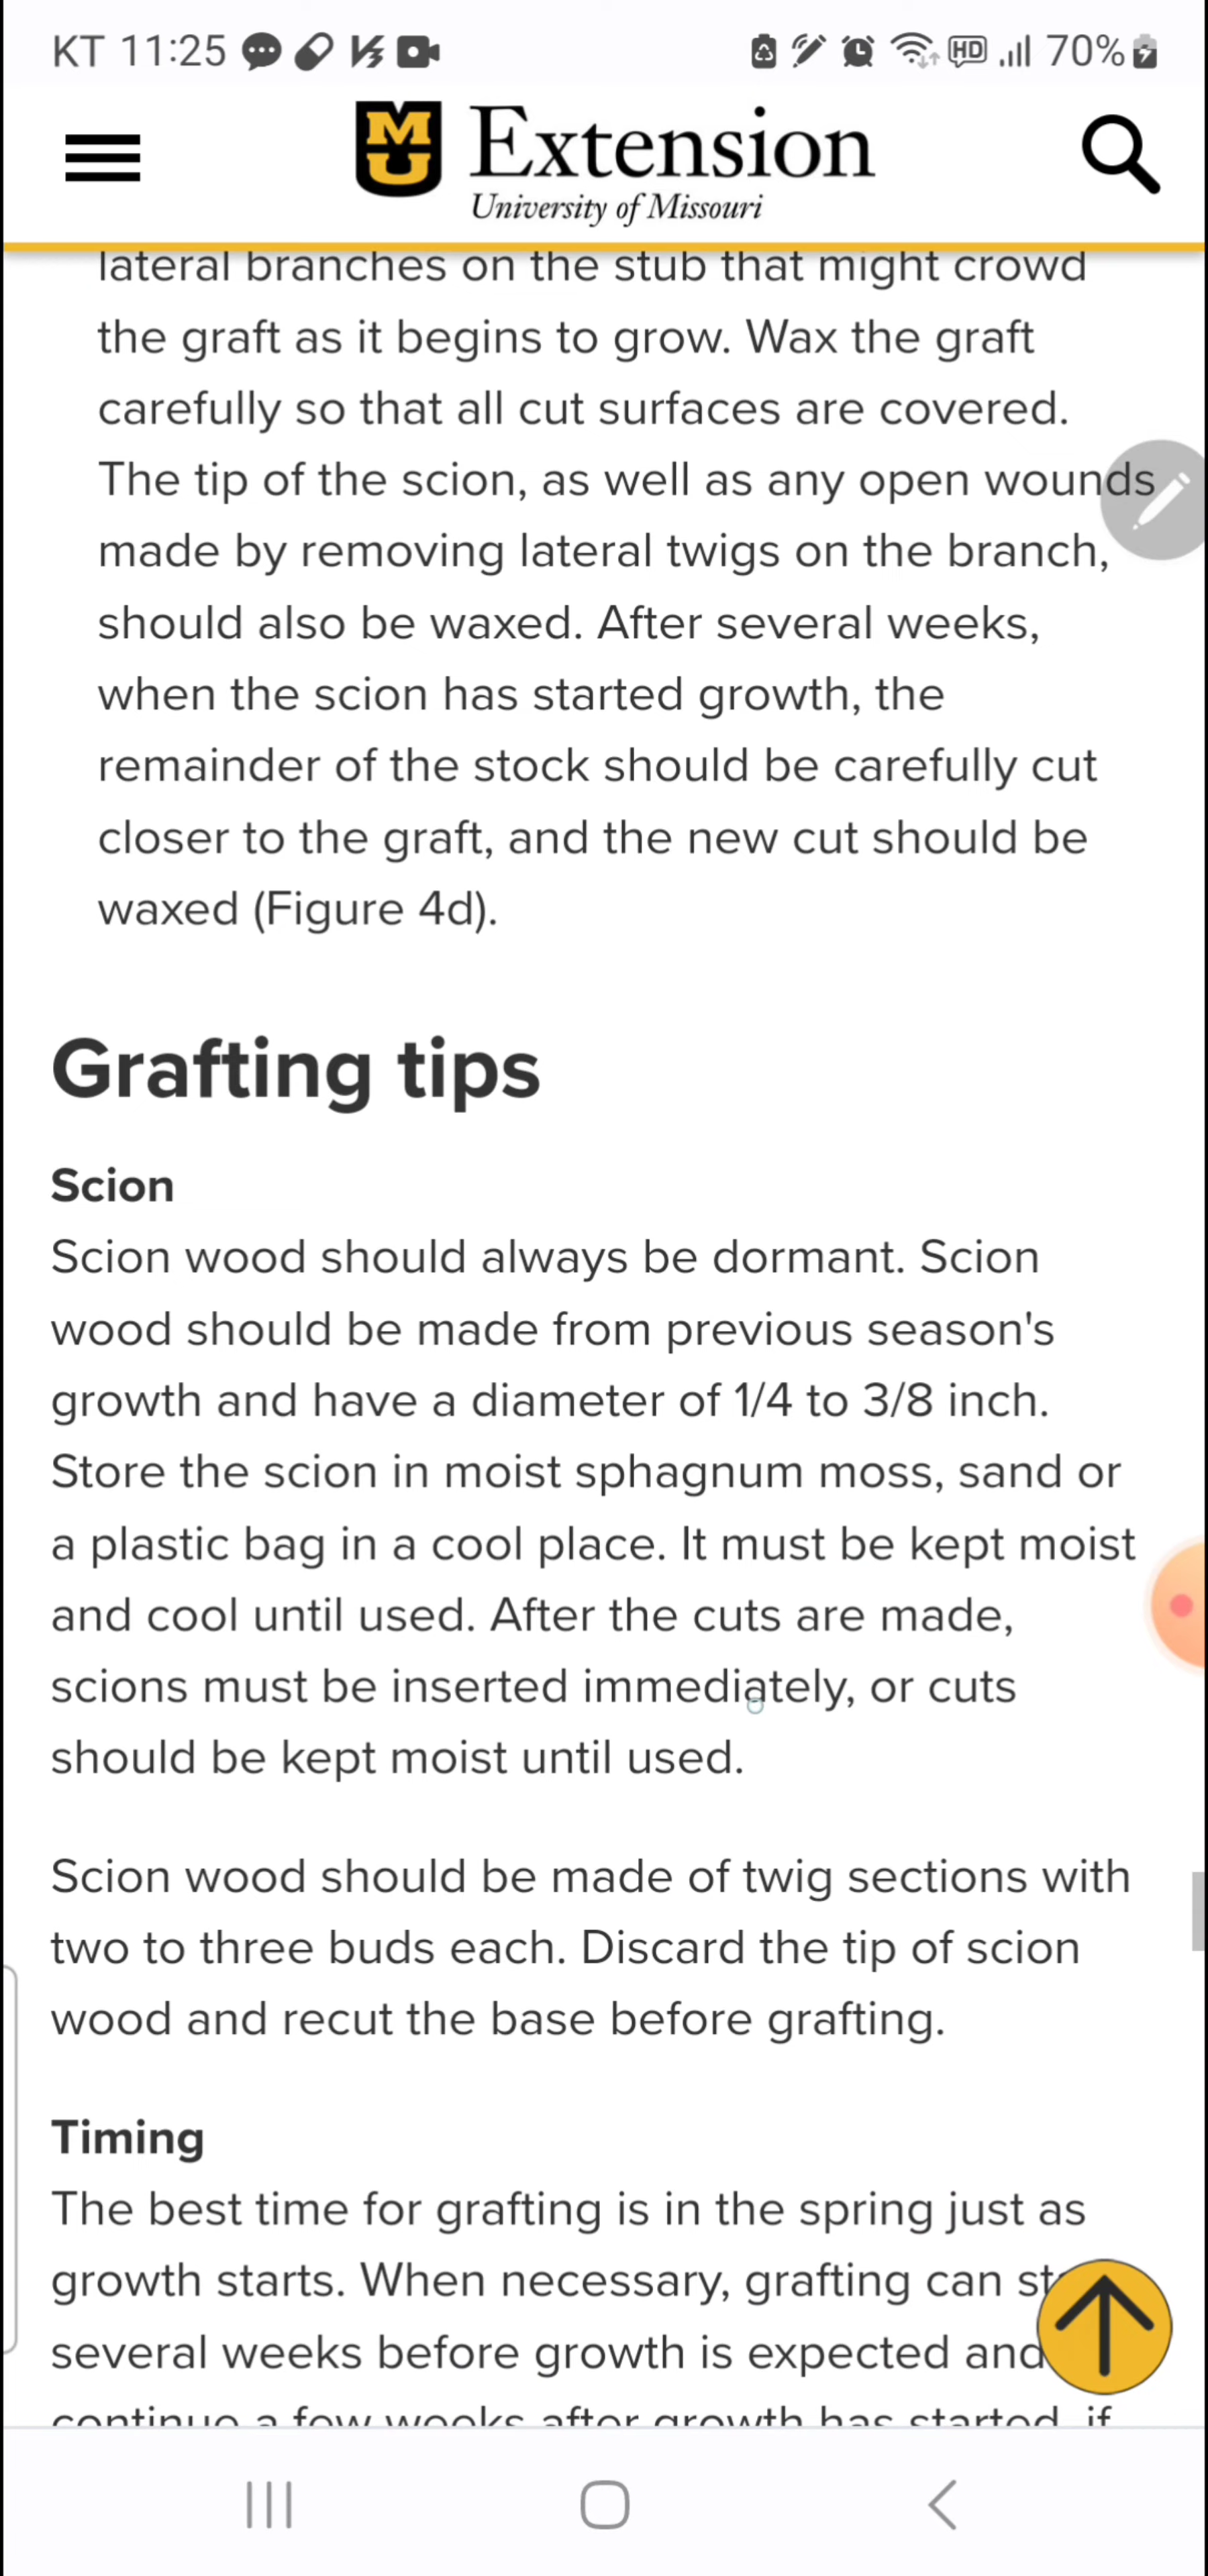 KT 11:25 HD 70%
MU Extension
University of Missouri
lateral branches on the stub that might crowd
the graft as it begins to grow. Wax the graft
carefully so that all cut surfaces are covered.
The tip of the scion, as well as any open wounds
made by removing lateral twigs on the branch,
should also be waxed. After several weeks,
when the scion has started growth, the
remainder of the stock should be carefully cut
closer to the graft, and the new cut should be
waxed (Figure 4d).
Grafting tips
Scion
Scion wood should always be dormant. Scion
wood should be made from previous season's
growth and have a diameter of 1/4 to 3/8 inch.
Store the scion in moist sphagnum moss, sand or
a plastic bag in a cool place. It must be kept moist
and cool until used. After the cuts are made,
scions must be inserted immediately, or cuts
should be kept moist until used.
Scion wood should be made of twig sections with
two to three buds each. Discard the tip of scion
wood and recut the base before grafting.
Timing
The best time for grafting is in the spring just as
growth starts. When necessary, grafting can
several weeks before growth is expected and
continue a few weeks after growth has started, if